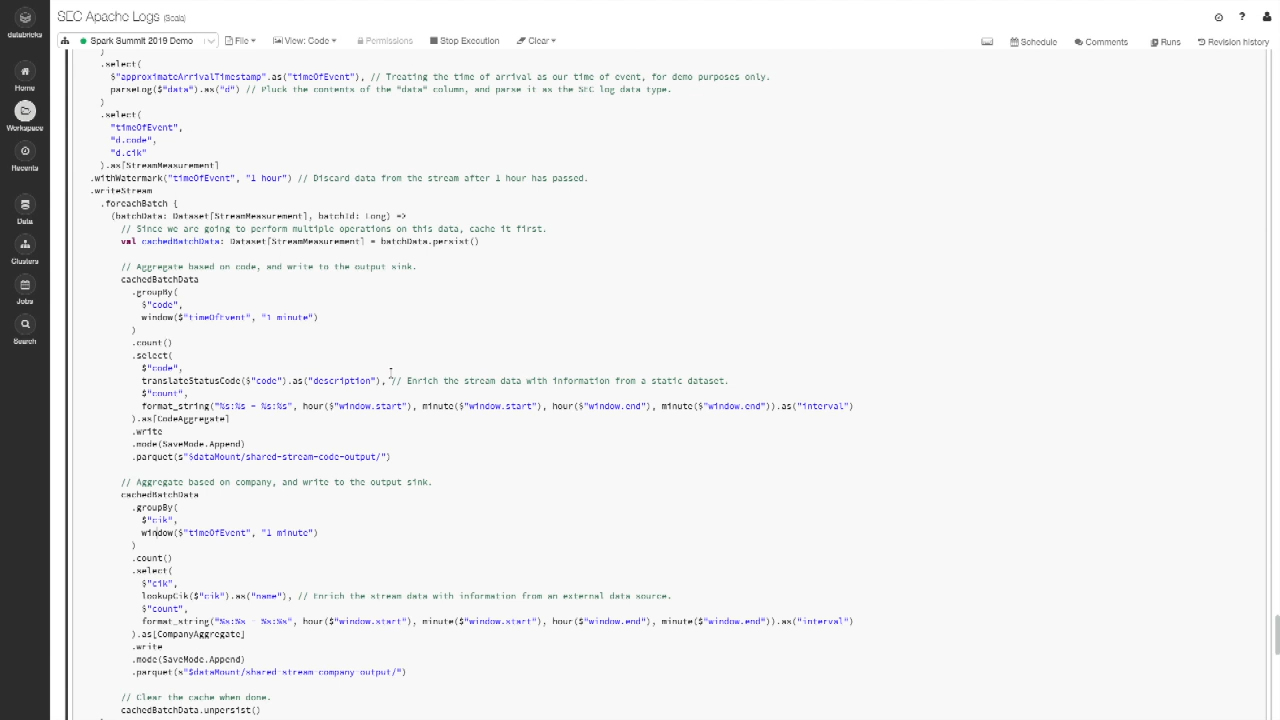 SEC Apache Logs (Scala)
databricks
Spark Summit 2019 Demo
File
View: Code
Permissions
Stop Execution
Clear
Schedule
Comments
Runs
Revision history
Home
Workspace
Recents
Data
Clusters
Jobs
Search
)
.select(
$"approximateArrivalTimestamp".as("timeOfEvent"), // Treating the time of arrival as our time of event, for demo purposes only.
parseLog($"data").as("d") // Pluck the contents of the "data" column, and parse it as the SEC log data type.
)
.select(
"timeOfEvent",
"d.code",
"d.cik"
).as[StreamMeasurement]
.withWatermark("timeOfEvent", "1 hour") // Discard data from the stream after 1 hour has passed.
.writeStream
.foreachBatch {
(batchData: Dataset[StreamMeasurement], batchId: Long) =>
// Since we are going to perform multiple operations on this data, cache it first.
val cachedBatchData: Dataset[StreamMeasurement] = batchData.persist()
// Aggregate based on code, and write to the output sink.
cachedBatchData
.groupBy(
$"code",
window($"timeOfEvent", "1 minute")
)
.count()
.select(
$"code",
translateStatusCode($"code").as("description"), // Enrich the stream data with information from a static dataset.
$"count",
format_string("%s:%s - %s:%s", hour($"window.start"), minute($"window.start"), hour($"window.end"), minute($"window.end")).as("interval")
).as[CodeAggregate]
.write
.mode(SaveMode.Append)
.parquet(s"$dataMount/shared-stream-code-output/")
// Aggregate based on company, and write to the output sink.
cachedBatchData
.groupBy(
$"cik",
window($"timeOfEvent", "1 minute")
)
.count()
.select(
$"cik",
lookupCik($"cik").as("name"), // Enrich the stream data with information from an external data source.
$"count",
format_string("%s:%s - %s:%s", hour($"window.start"), minute($"window.start"), hour($"window.end"), minute($"window.end")).as("interval")
).as[CompanyAggregate]
.write
.mode(SaveMode.Append)
.parquet(s"$dataMount/shared-stream-company-output/")
// Clear the cache when done.
cachedBatchData.unpersist()